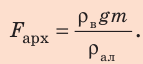 F_арх = ρ_в g m / ρ_ал.